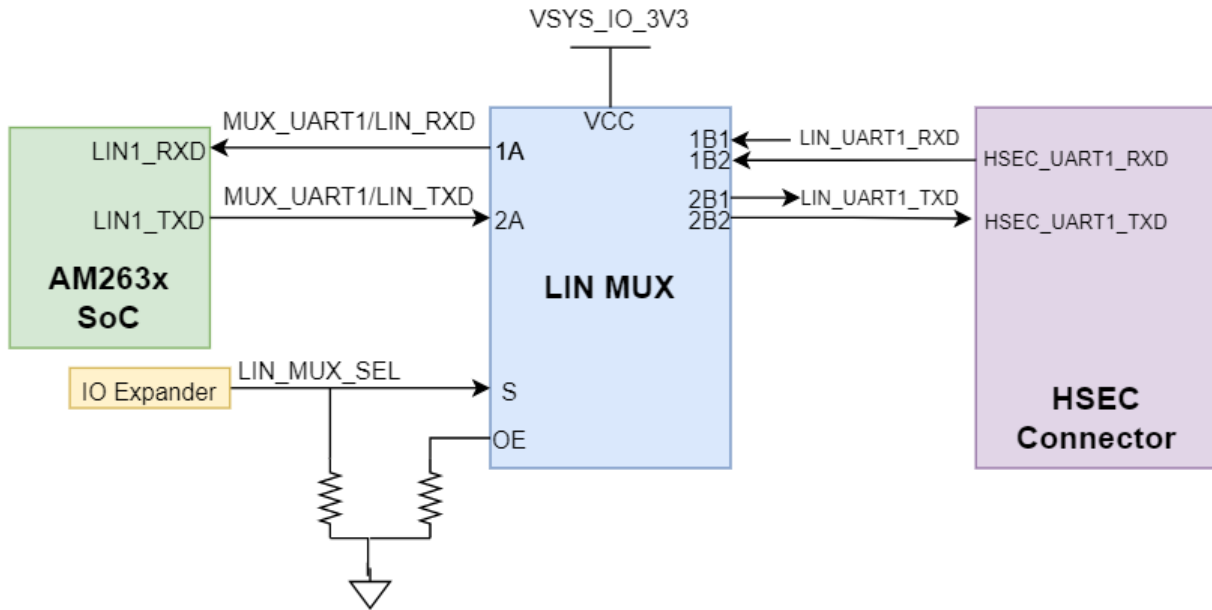 VSYS_IO_3V3
VCC
MUX_UART1/LIN_RXD
LIN1_RXD
1A
1B1
LIN_UART1_RXD
1B2
HSEC_UART1_RXD
MUX_UART1/LIN_TXD
LIN1_TXD
2A
2B1
LIN_UART1_TXD
2B2
HSEC_UART1_TXD
AM263x
SoC
LIN MUX
LIN_MUX_SEL
IO Expander
S
OE
HSEC
Connector